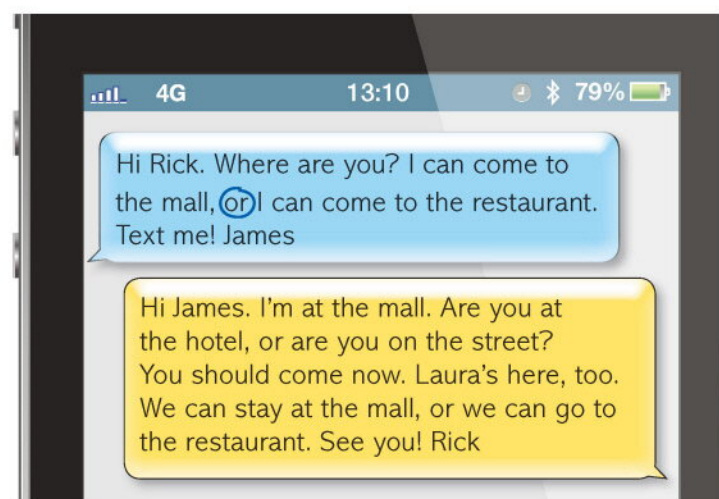 4G 13:10 79%
Hi Rick. Where are you? I can come to
the mall, or I can come to the restaurant.
Text me! James
Hi James. I'm at the mall. Are you at
the hotel, or are you on the street?
You should come now. Laura's here, too.
We can stay at the mall, or we can go to
the restaurant. See you! Rick